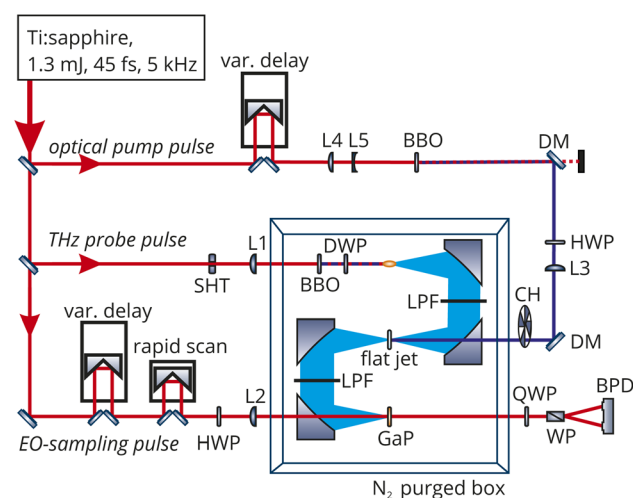 Ti:sapphire,
1.3 mJ, 45 fs, 5 kHz
var. delay
optical pump pulse
L4 L5
BBO
DM
THz probe pulse
SHT
L1
BBO
DWP
LPF
HWP
L3
CH
DM
var. delay
rapid scan
flat jet
LPF
EO-sampling pulse
HWP
L2
GaP
QWP
WP
BPD
N₂ purged box